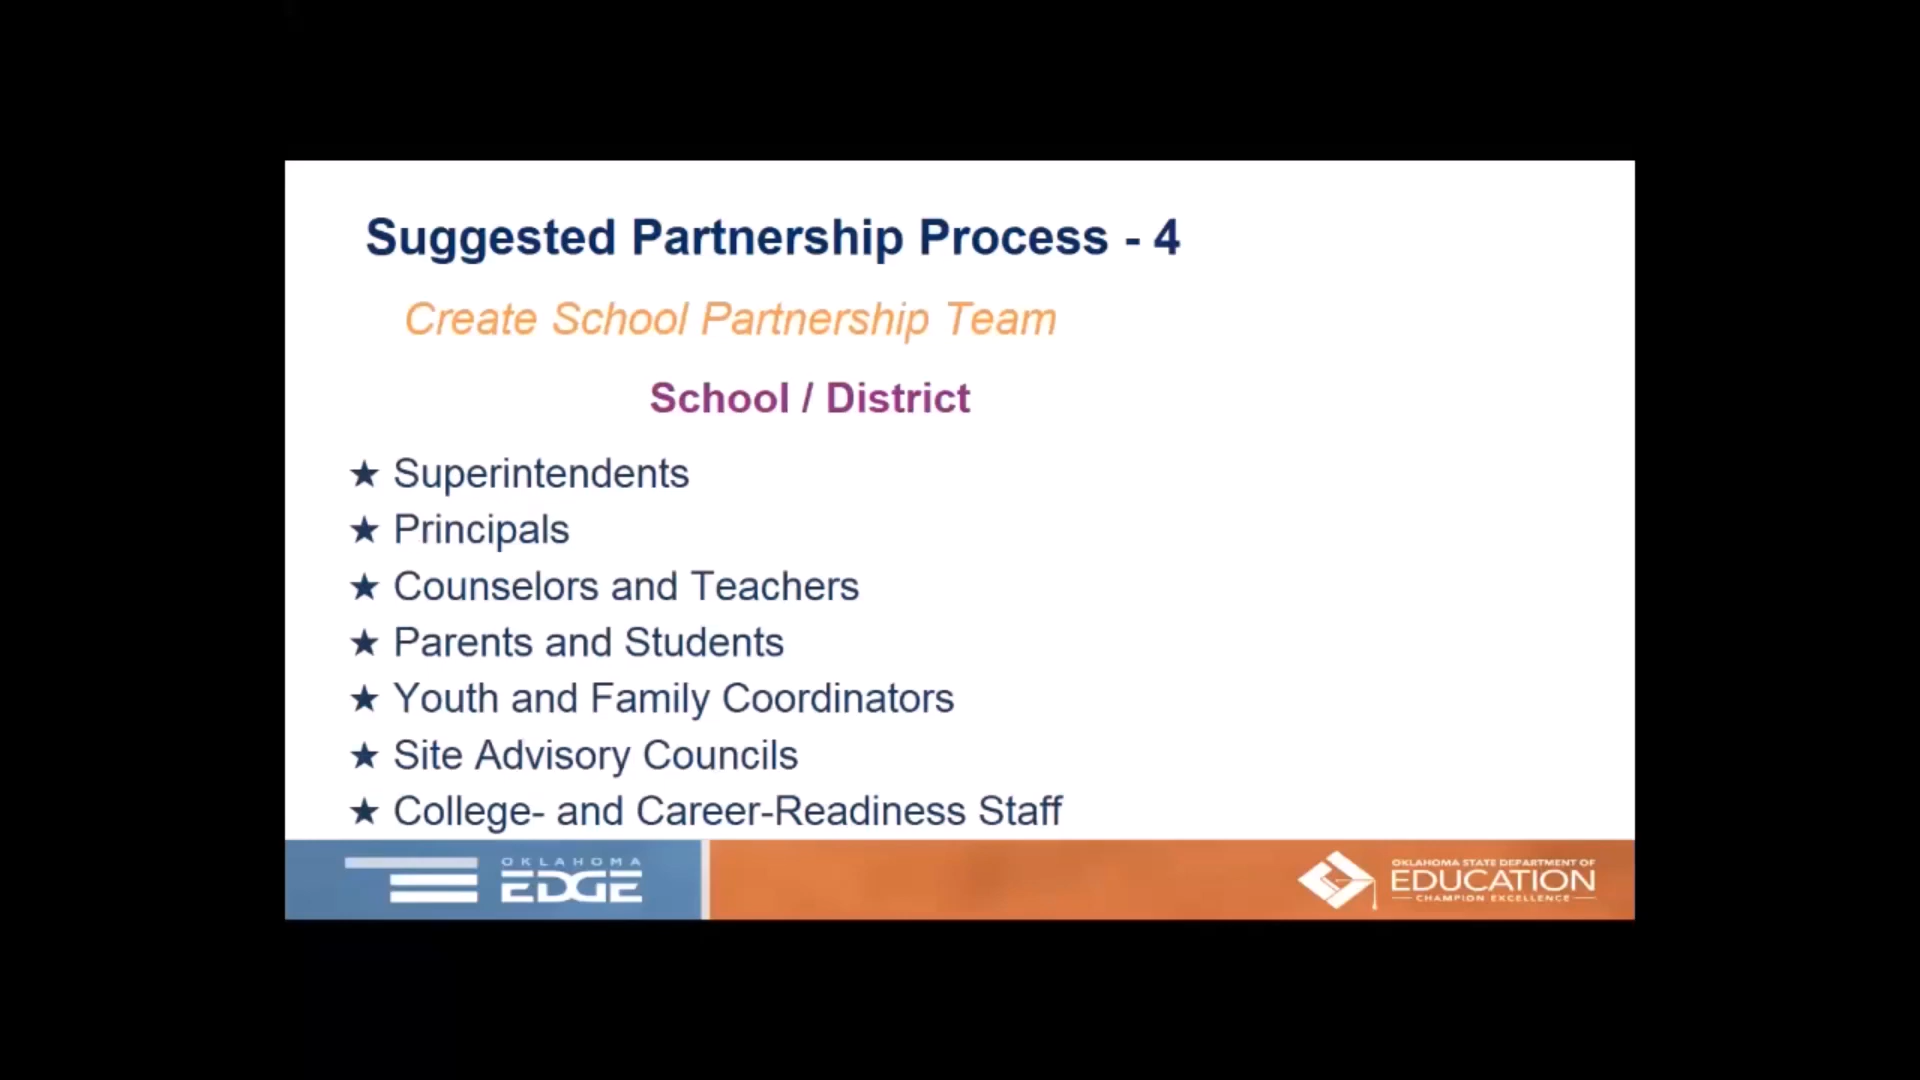 Suggested Partnership Process - 4
Create School Partnership Team
School / District
★ Superintendents
★ Principals
★ Counselors and Teachers
★ Parents and Students
★ Youth and Family Coordinators
★ Site Advisory Councils
★ College- and Career-Readiness Staff
OKLAHOMA
EDGE
OKLAHOMA STATE DEPARTMENT OF
EDUCATION
CHAMPION EXCELLENCE